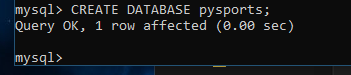 mysql> CREATE DATABASE pysports;
Query OK, 1 row affected (0.00 sec)
mysql>